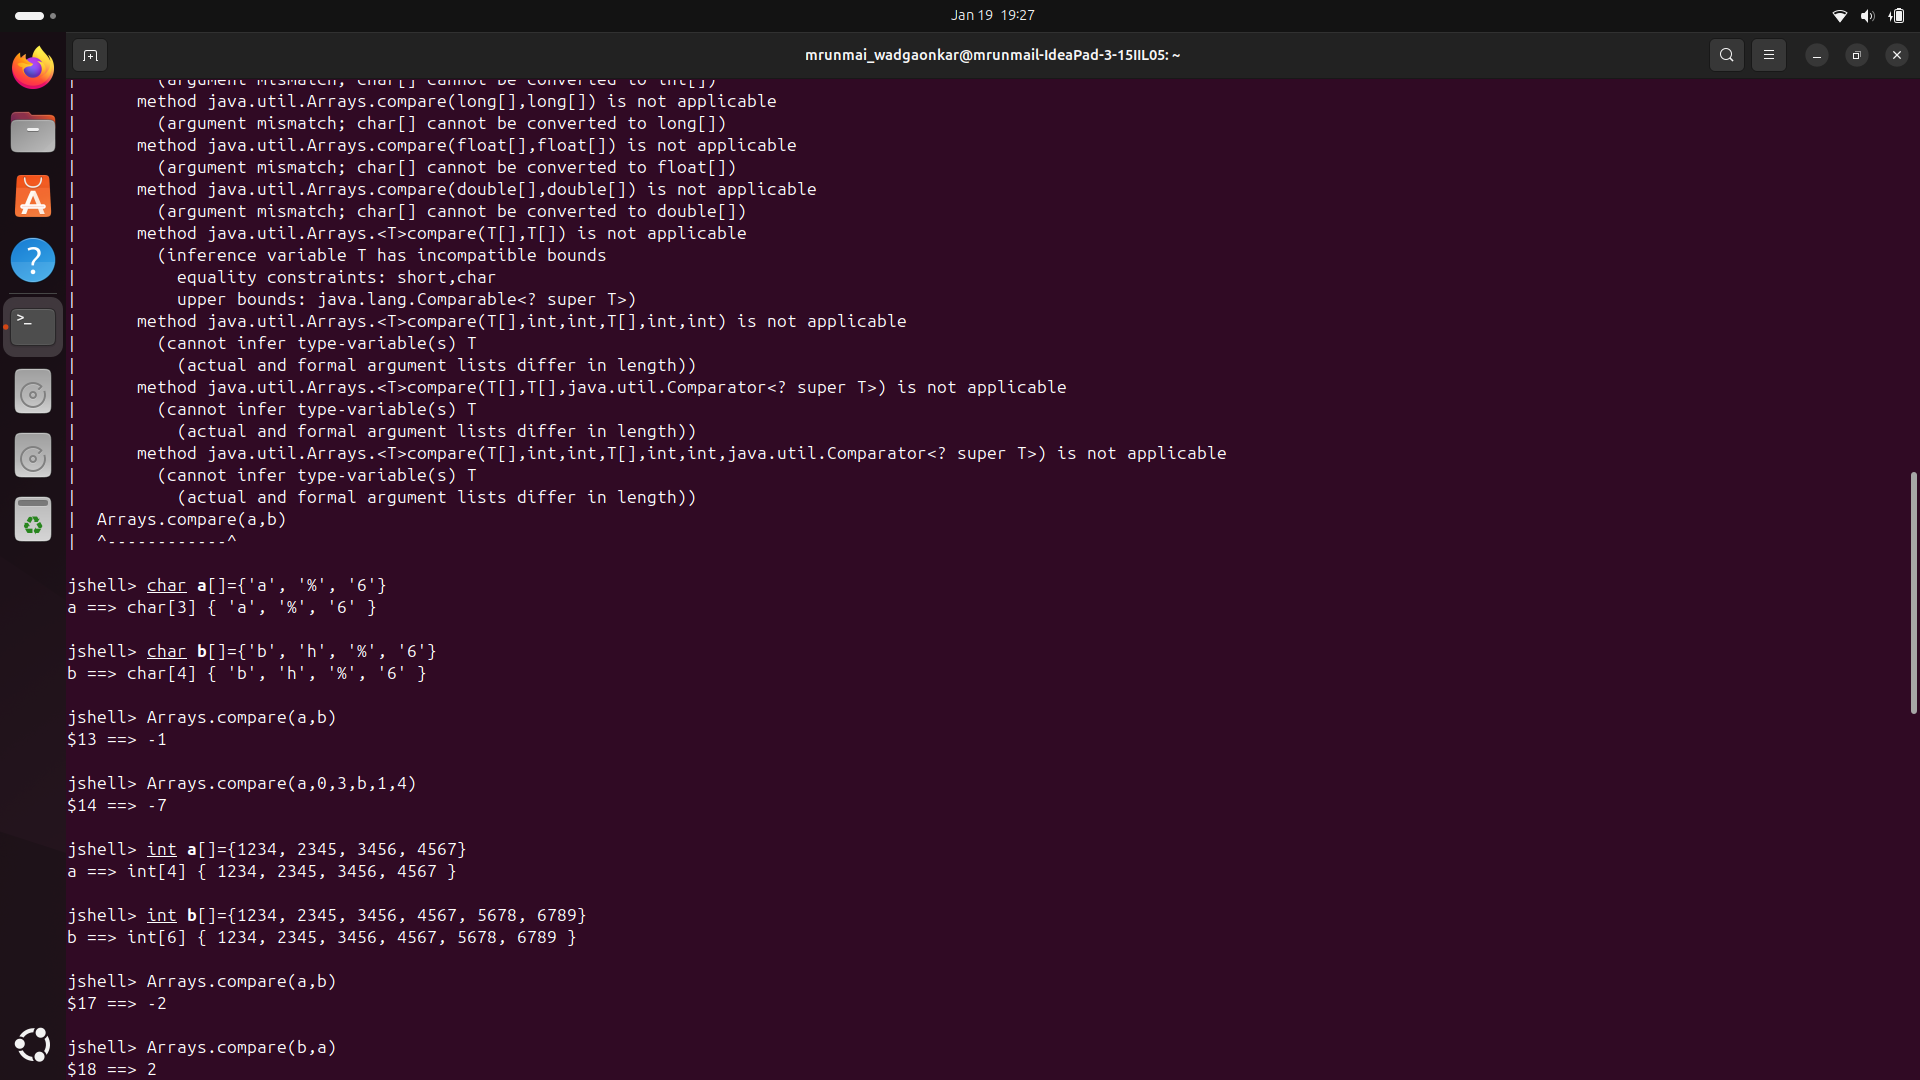 Jan 19 19:27
mrunmai_wadgaonkar@mrunmail-IdeaPad-3-15IIL05: ~
|        (argument mismatch; char[] cannot be converted to int[])
|      method java.util.Arrays.compare(long[],long[]) is not applicable
|        (argument mismatch; char[] cannot be converted to long[])
|      method java.util.Arrays.compare(float[],float[]) is not applicable
|        (argument mismatch; char[] cannot be converted to float[])
|      method java.util.Arrays.compare(double[],double[]) is not applicable
|        (argument mismatch; char[] cannot be converted to double[])
|      method java.util.Arrays.<T>compare(T[],T[]) is not applicable
|        (inference variable T has incompatible bounds
|          equality constraints: short,char
|          upper bounds: java.lang.Comparable<? super T>)
|      method java.util.Arrays.<T>compare(T[],int,int,T[],int,int) is not applicable
|        (cannot infer type-variable(s) T
|          (actual and formal argument lists differ in length))
|      method java.util.Arrays.<T>compare(T[],T[],java.util.Comparator<? super T>) is not applicable
|        (cannot infer type-variable(s) T
|          (actual and formal argument lists differ in length))
|      method java.util.Arrays.<T>compare(T[],int,int,T[],int,int,java.util.Comparator<? super T>) is not applicable
|        (cannot infer type-variable(s) T
|          (actual and formal argument lists differ in length))
|  Arrays.compare(a,b)
|  ^------------^
jshell> char a[]={'a', '%', '6'}
a ==> char[3] { 'a', '%', '6' }
jshell> char b[]={'b', 'h', '%', '6'}
b ==> char[4] { 'b', 'h', '%', '6' }
jshell> Arrays.compare(a,b)
$13 ==> -1
jshell> Arrays.compare(a,0,3,b,1,4)
$14 ==> -7
jshell> int a[]={1234, 2345, 3456, 4567}
a ==> int[4] { 1234, 2345, 3456, 4567 }
jshell> int b[]={1234, 2345, 3456, 4567, 5678, 6789}
b ==> int[6] { 1234, 2345, 3456, 4567, 5678, 6789 }
jshell> Arrays.compare(a,b)
$17 ==> -2
jshell> Arrays.compare(b,a)
$18 ==> 2